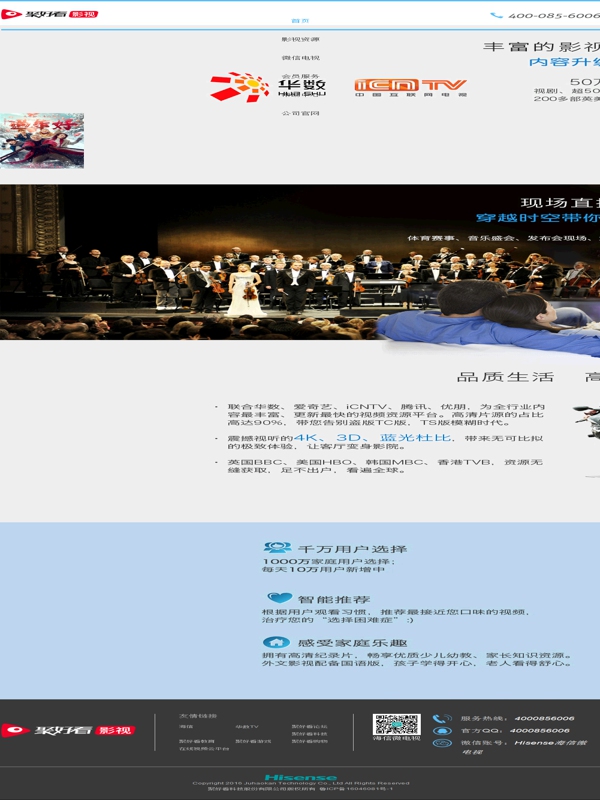 聚好看 影视
首页
400-085-6006
影视资源
微信电视
会员服务
公司官网
丰富的影视
内容升级
华数
iCNTV
中国互联网电视
50万
视剧、超50
200多部英美
现场直播
穿越时空带你
体育赛事、音乐盛会、发布会现场、
品质生活 高
- 联合华数、爱奇艺、iCNTV、腾讯、优朋，为全行业内
容最丰富、更新最快的视频资源平台。高清片源的占比
高达90%，带您告别盗版TC版，TS版模糊时代。
- 震撼视听的4K、3D、蓝光杜比，带来无可比拟
的极致体验，让客厅变身影院。
- 英国BBC、美国HBO、韩国MBC、香港TVB，资源无
缝获取，足不出户，看遍全球。
千万用户选择
1000万家庭用户选择；
每天10万用户新增中
智能推荐
根据用户观看习惯，推荐最接近您口味的视频，
治疗您的“选择困难症”:)
感受家庭乐趣
拥有高清纪录片，畅享优质少儿幼教、家长知识资源。
外文影视配备国语版，孩子学得开心，老人看得舒心。
聚好看 影视
友情链接
海信
华数TV
聚好看论坛
聚好看科技
聚好看教育
聚好看游戏
聚好看购物
海信微电视
服务热线：4000856006
官方QQ：4000856006
微信账号：Hisense海信微
电视
Hisense
Copyright 2016 Juhaokan Technology Co., Ltd All Rights Reserved
聚好看科技股份有限公司版权所有 鲁ICP备15040091号-1